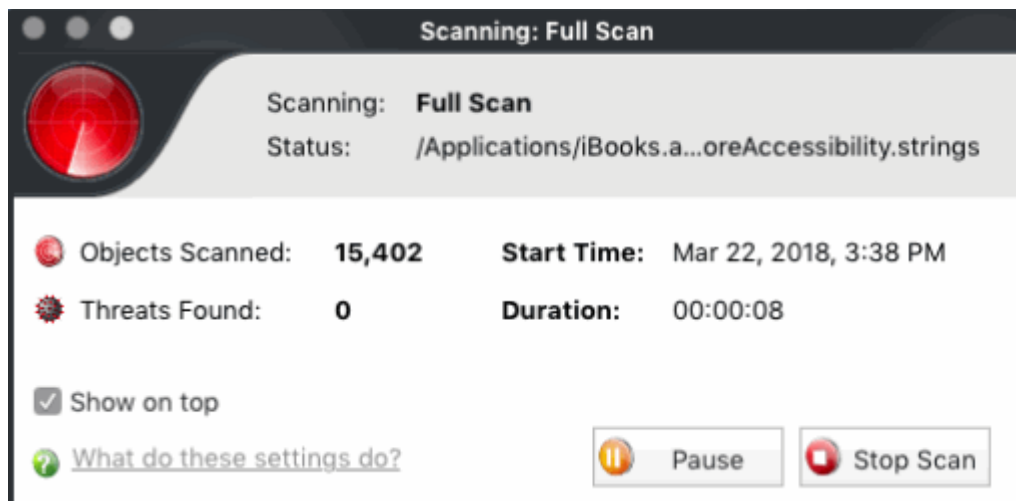 Scanning: Full Scan
Scanning: Full Scan
Status: /Applications/iBooks.a...oreAccessibility.strings
Objects Scanned: 15,402 Start Time: Mar 22, 2018, 3:38 PM
Threats Found: 0 Duration: 00:00:08
Show on top
What do these settings do? Pause Stop Scan